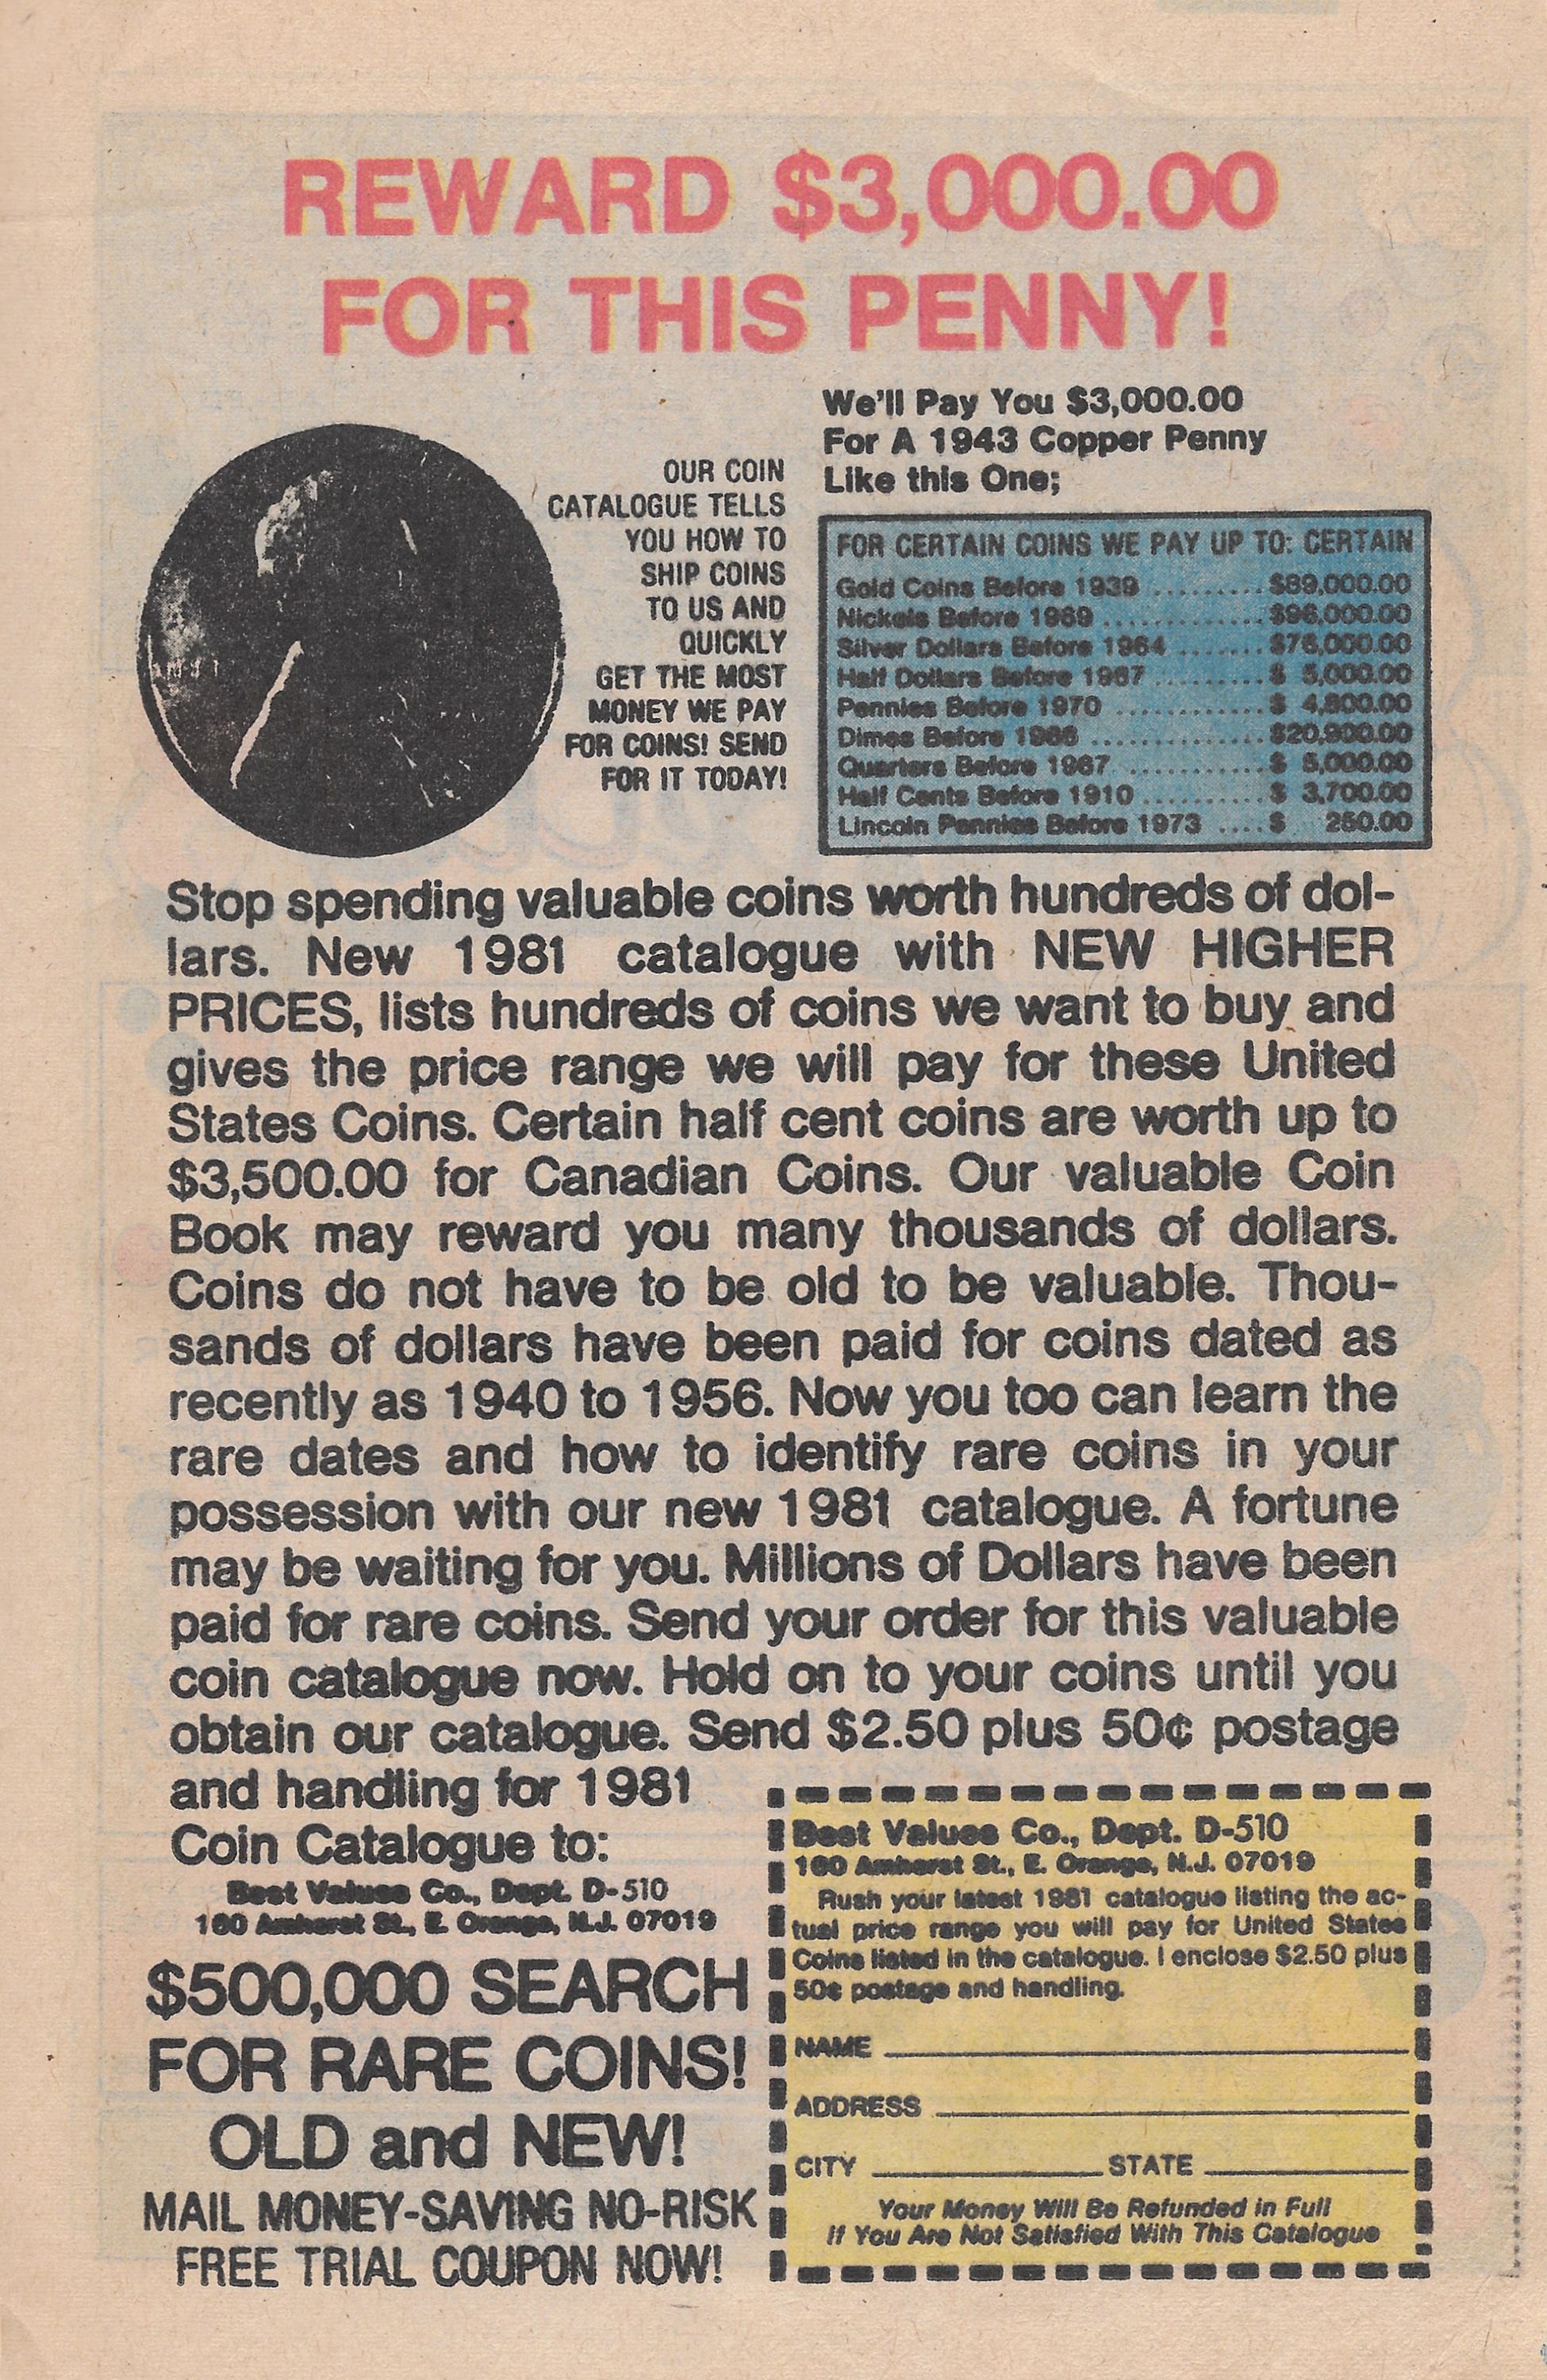 REWARD $3,000.00
FOR THIS PENNY!
We'll Pay You $3,000.00
For A 1943 Copper Penny
Like this One;
OUR COIN
CATALOGUE TELLS
YOU HOW TO
SHIP COINS
TO US AND
QUICKLY
GET THE MOST
MONEY WE PAY
FOR COINS! SEND
FOR IT TODAY!
FOR CERTAIN COINS WE PAY UP TO: CERTAIN
Gold Coins Before 1939 ......... $89,000.00
Nickels Before 1969 .............. $96,000.00
Silver Dollars Before 1964 ....... $76,000.00
Half Dollars Before 1967 ......... $ 5,000.00
Pennies Before 1970 ............ $ 4,800.00
Dimes Before 1966 .............. $20,900.00
Quarters Before 1967 ........... $ 5,000.00
Half Cents Before 1910 .......... $ 3,700.00
Lincoln Pennies Before 1973 .... $ 250.00
Stop spending valuable coins worth hundreds of dol-
lars. New 1981 catalogue with NEW HIGHER
PRICES, lists hundreds of coins we want to buy and
gives the price range we will pay for these United
States Coins. Certain half cent coins are worth up to
$3,500.00 for Canadian Coins. Our valuable Coin
Book may reward you many thousands of dollars.
Coins do not have to be old to be valuable. Thou-
sands of dollars have been paid for coins dated as
recently as 1940 to 1956. Now you too can learn the
rare dates and how to identify rare coins in your
possession with our new 1981 catalogue. A fortune
may be waiting for you. Millions of Dollars have been
paid for rare coins. Send your order for this valuable
coin catalogue now. Hold on to your coins until you
obtain our catalogue. Send $2.50 plus 50¢ postage
and handling for 1981
Coin Catalogue to:
Best Values Co., Dept. D-510
160 Amherst St., E. Orange, N.J. 07019
$500,000 SEARCH
FOR RARE COINS!
OLD and NEW!
MAIL MONEY-SAVING NO-RISK
FREE TRIAL COUPON NOW!
Best Values Co., Dept. D-510
160 Amherst St., E. Orange, N.J. 07019
Rush your latest 1981 catalogue listing the ac-
tual price range you will pay for United States
Coins listed in the catalogue. I enclose $2.50 plus
50¢ postage and handling.
NAME
ADDRESS
CITY STATE
Your Money Will Be Refunded in Full
If You Are Not Satisfied With This Catalogue